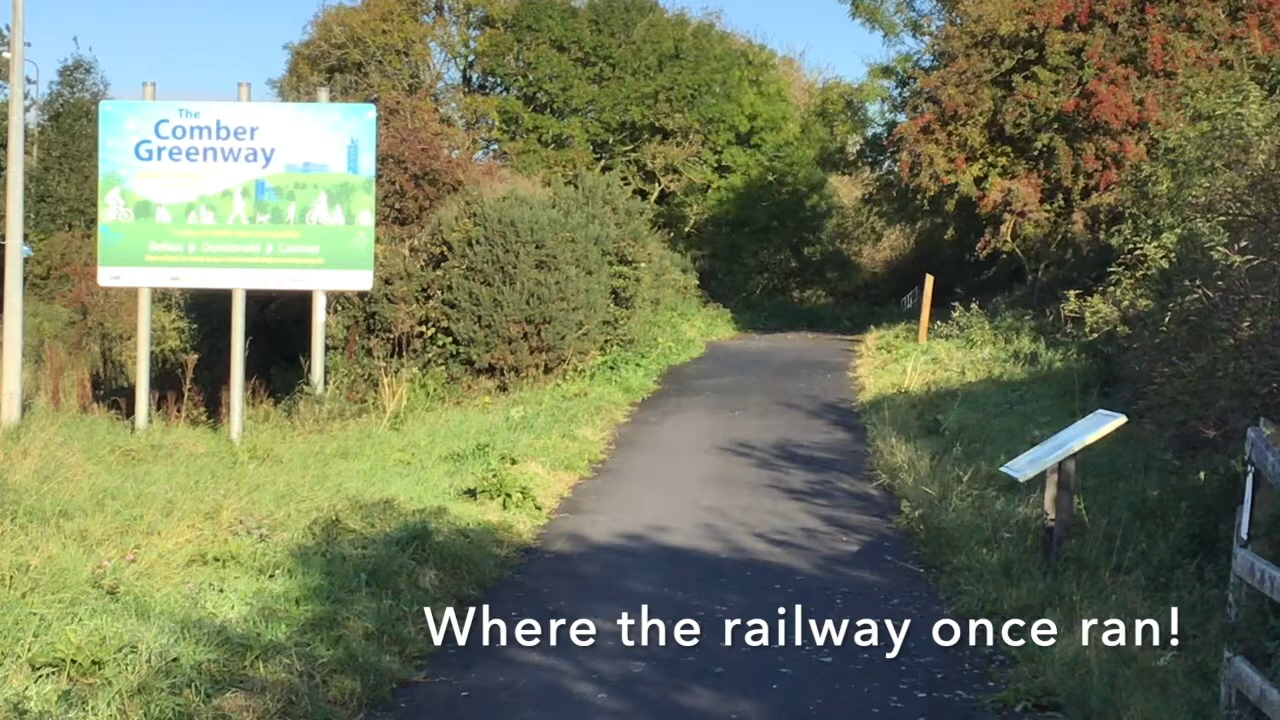 The
Comber
Greenway
Belfast Dundonald Comber
Where the railway once ran!